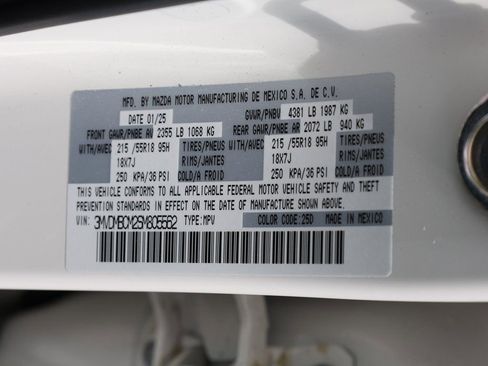 MFD. BY MAZDA MOTOR MANUFACTURING DE MEXICO S.A. DE C.V.
DATE 01/25 GVWR/PNBV 4381 LB 1987 KG
FRONT GAWR/PNBE AV 2355 LB 1068 KG REAR GAWR/PNBE AR 2072 LB 940 KG
WITH/AVEC 215 /55R18 95H TIRES/PNEUS WITH/AVEC 215 /55R18 95H TIRES/PNEUS
18X7J RIMS/JANTES 18X7J RIMS/JANTES
250 KPA/36 PSI COLD/A FROID 250 KPA/36 PSI COLD/A FROID
THIS VEHICLE CONFORMS TO ALL APPLICABLE FEDERAL MOTOR VEHICLE SAFETY AND THEFT
PREVENTION STANDARDS IN EFFECT ON THE DATE OF MANUFACTURE SHOWN ABOVE.
VIN: 3MVDMBCM2SM805562 TYPE:MPV COLOR CODE:25D MADE IN MEXICO